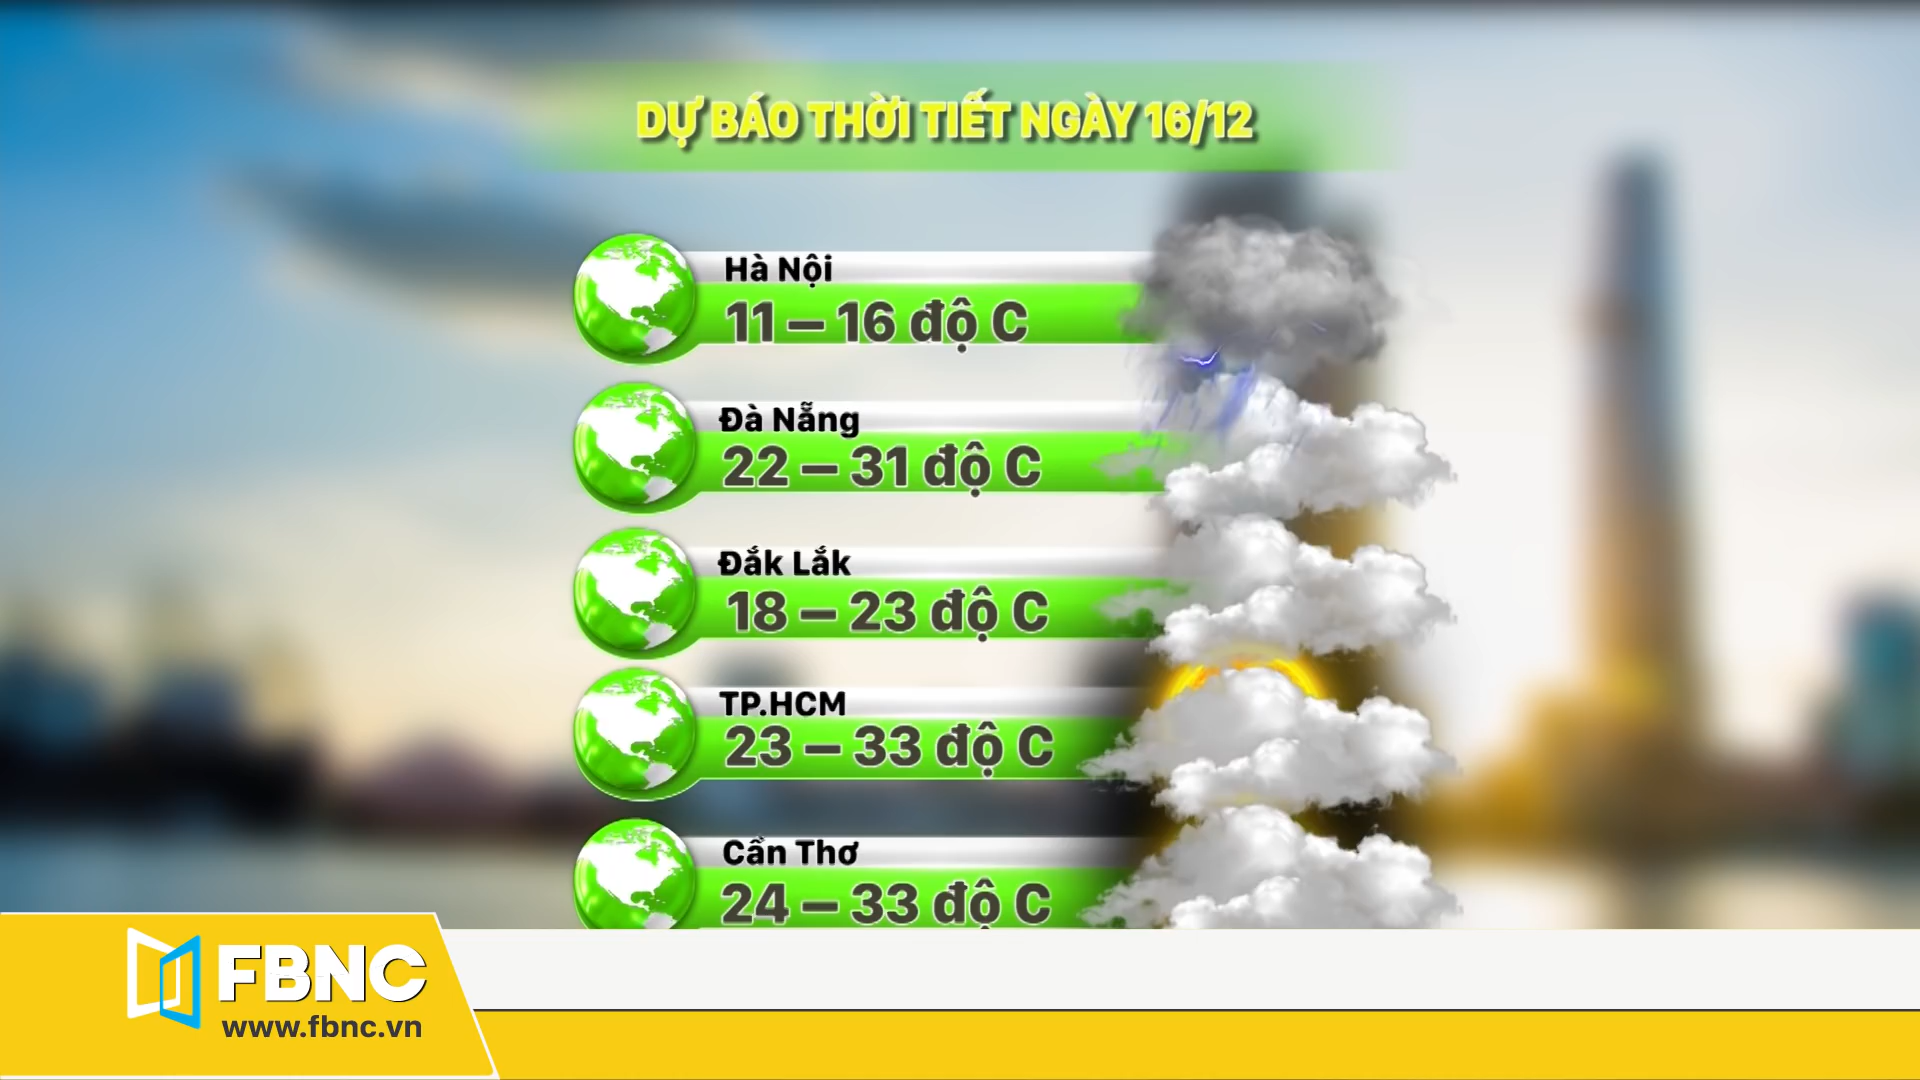 DỰ BÁO THỜI TIẾT NGÀY 16/12
Hà Nội
11 – 16 độ C
Đà Nẵng
22 – 31 độ C
Đắk Lắk
18 – 23 độ C
TP.HCM
23 – 33 độ C
Cần Thơ
24 – 33 độ C
FBNC
www.fbnc.vn